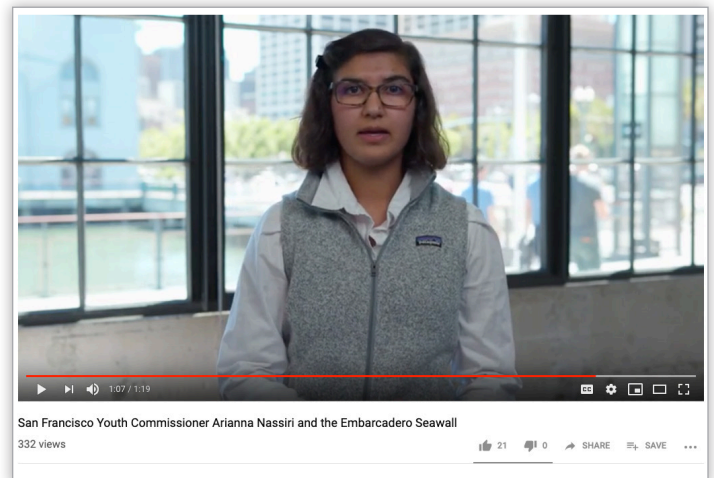 1:07 / 1:19
CC
San Francisco Youth Commissioner Arianna Nassiri and the Embarcadero Seawall
332 views
21
0
SHARE
SAVE